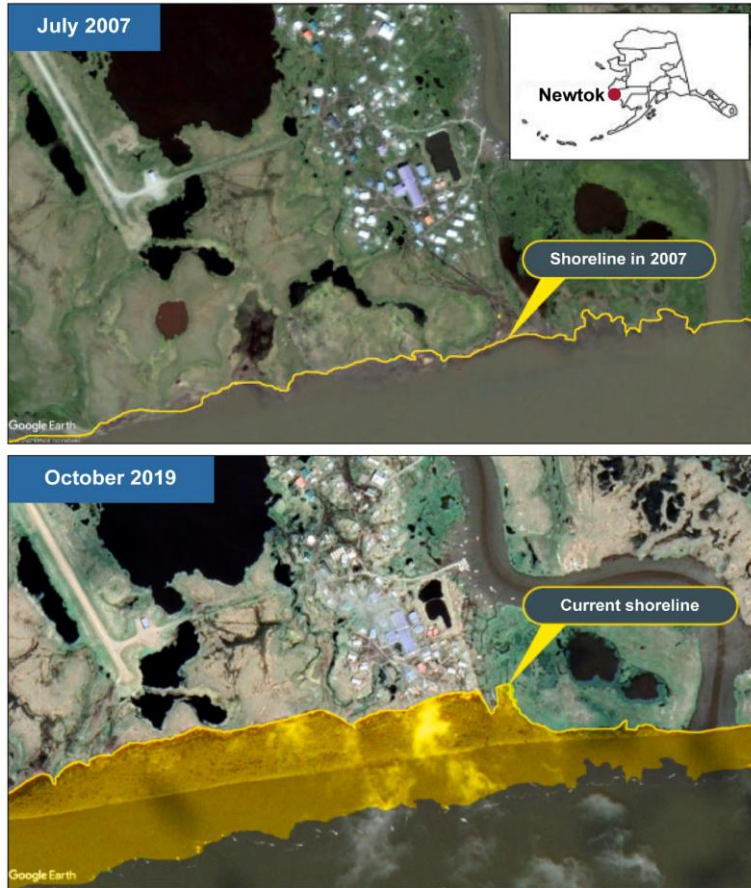 July 2007
Newtok
Shoreline in 2007
Google Earth
October 2019
Current shoreline
Google Earth